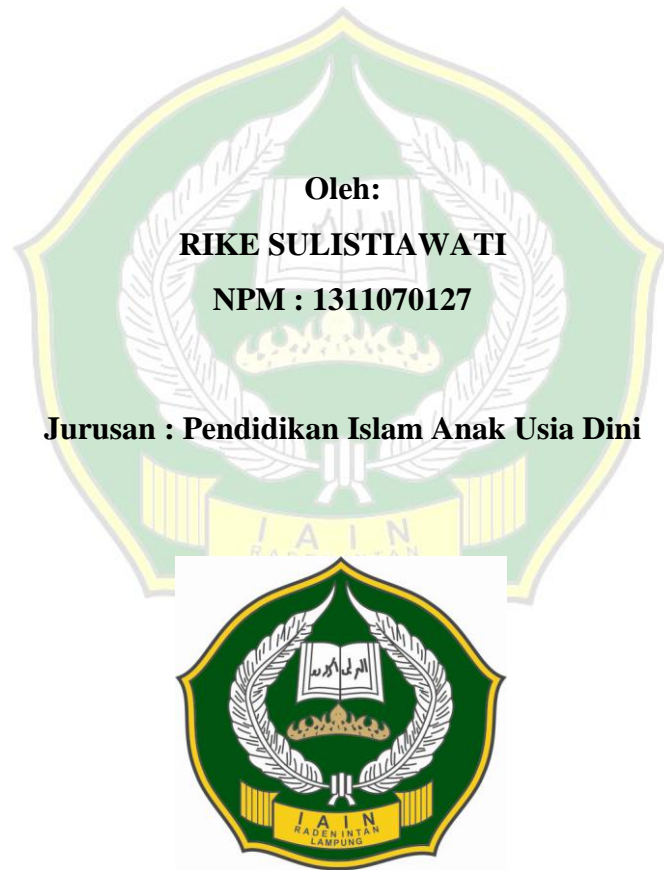 Oleh:
RIKE SULISTIAWATI
NPM : 1311070127
Jurusan : Pendidikan Islam Anak Usia Dini
I A I N
I A I N
RADEN INTAN
LAMPUNG